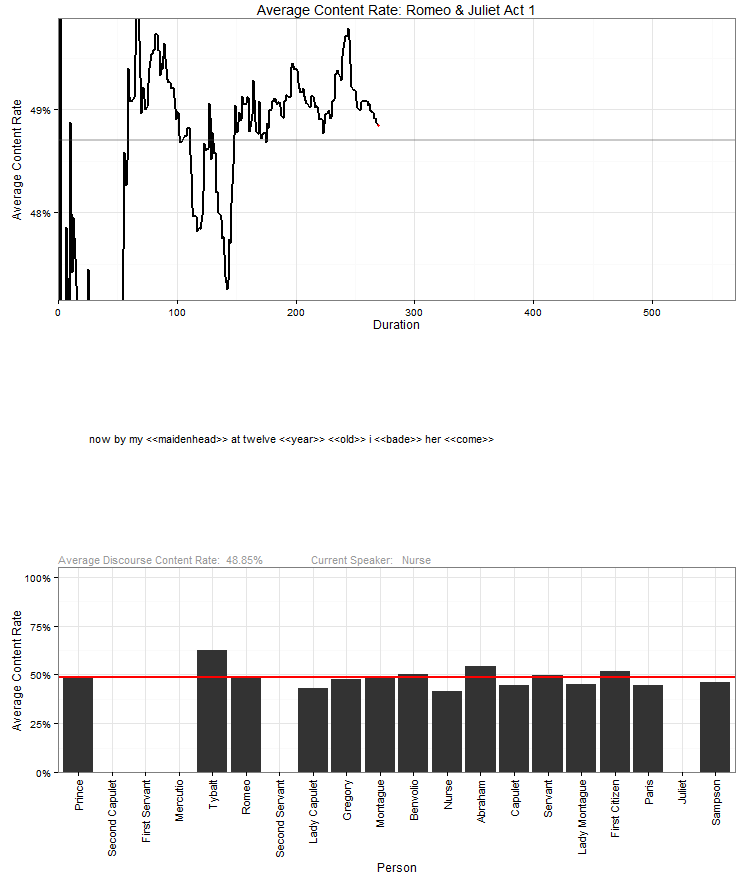 Average Content Rate: Romeo & Juliet Act 1
Average Content Rate
49%
48%
0 100 200 300 400 500
Duration
now by my <<maidenhead>> at twelve <<year>> <<old>> i <<bade>> her <<come>>
Average Discourse Content Rate: 48.85% Current Speaker: Nurse
Average Content Rate
100%
75%
50%
25%
0%
Prince
Second Capulet
First Servant
Mercutio
Tybalt
Romeo
Second Servant
Lady Capulet
Gregory
Montague
Benvolio
Nurse
Abraham
Capulet
Servant
Lady Montague
First Citizen
Paris
Juliet
Sampson
Person